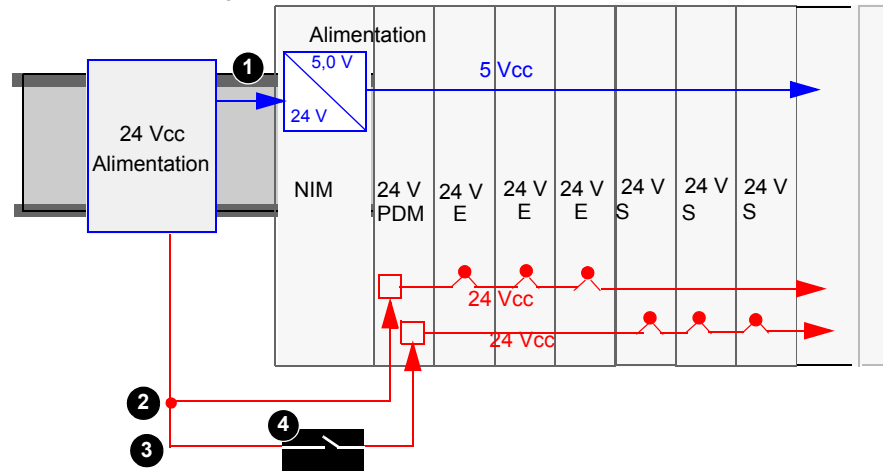 Alimentation
1
5,0 V
5 Vcc
24 V
24 Vcc
Alimentation
NIM
24 V
PDM
24 V
E
24 V
E
24 V
E
24 V
S
24 V
S
24 V
S
24 Vcc
24 Vcc
2
4
3